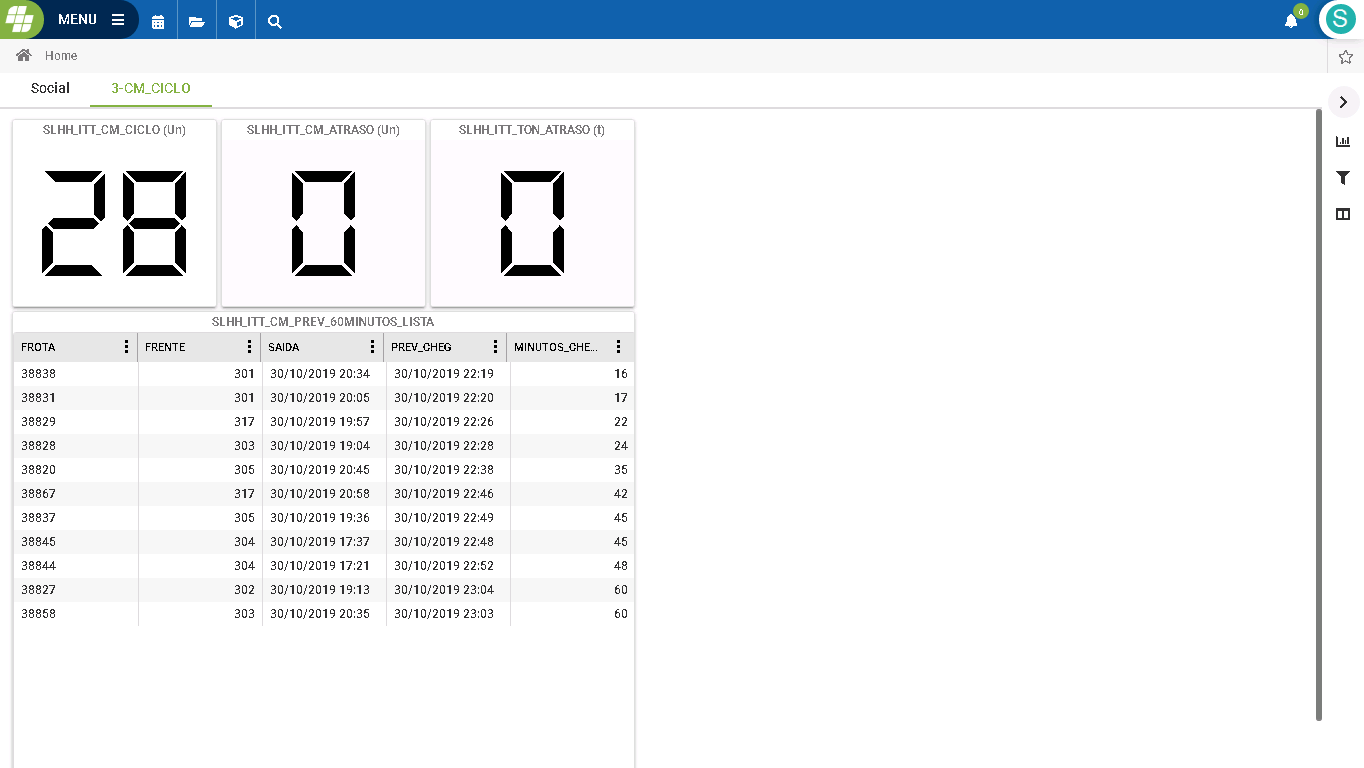 MENU
0
S
Home
Social 3-CM_CICLO
SLHH_ITT_CM_CICLO (Un) SLHH_ITT_CM_ATRASO (Un) SLHH_ITT_TON_ATRASO (t)
28 0 0
SLHH_ITT_CM_PREV_60MINUTOS_LISTA
FROTA FRENTE SAIDA PREV_CHEG MINUTOS_CHE...
38838 301 30/10/2019 20:34 30/10/2019 22:19 16
38831 301 30/10/2019 20:05 30/10/2019 22:20 17
38829 317 30/10/2019 19:57 30/10/2019 22:26 22
38828 303 30/10/2019 19:04 30/10/2019 22:28 24
38820 305 30/10/2019 20:45 30/10/2019 22:38 35
38867 317 30/10/2019 20:58 30/10/2019 22:46 42
38837 305 30/10/2019 19:36 30/10/2019 22:49 45
38845 304 30/10/2019 17:37 30/10/2019 22:48 45
38844 304 30/10/2019 17:21 30/10/2019 22:52 48
38827 302 30/10/2019 19:13 30/10/2019 23:04 60
38858 303 30/10/2019 20:35 30/10/2019 23:03 60